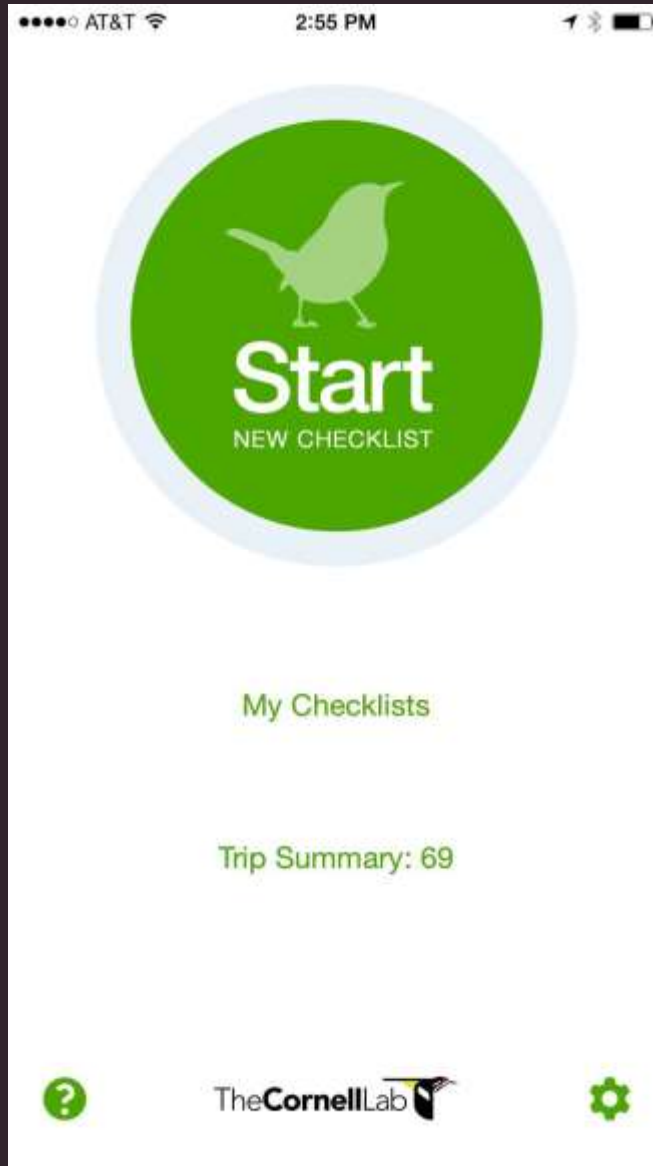 AT&T 2:55 PM
Start
NEW CHECKLIST
My Checklists
Trip Summary: 69
? TheCornellLab